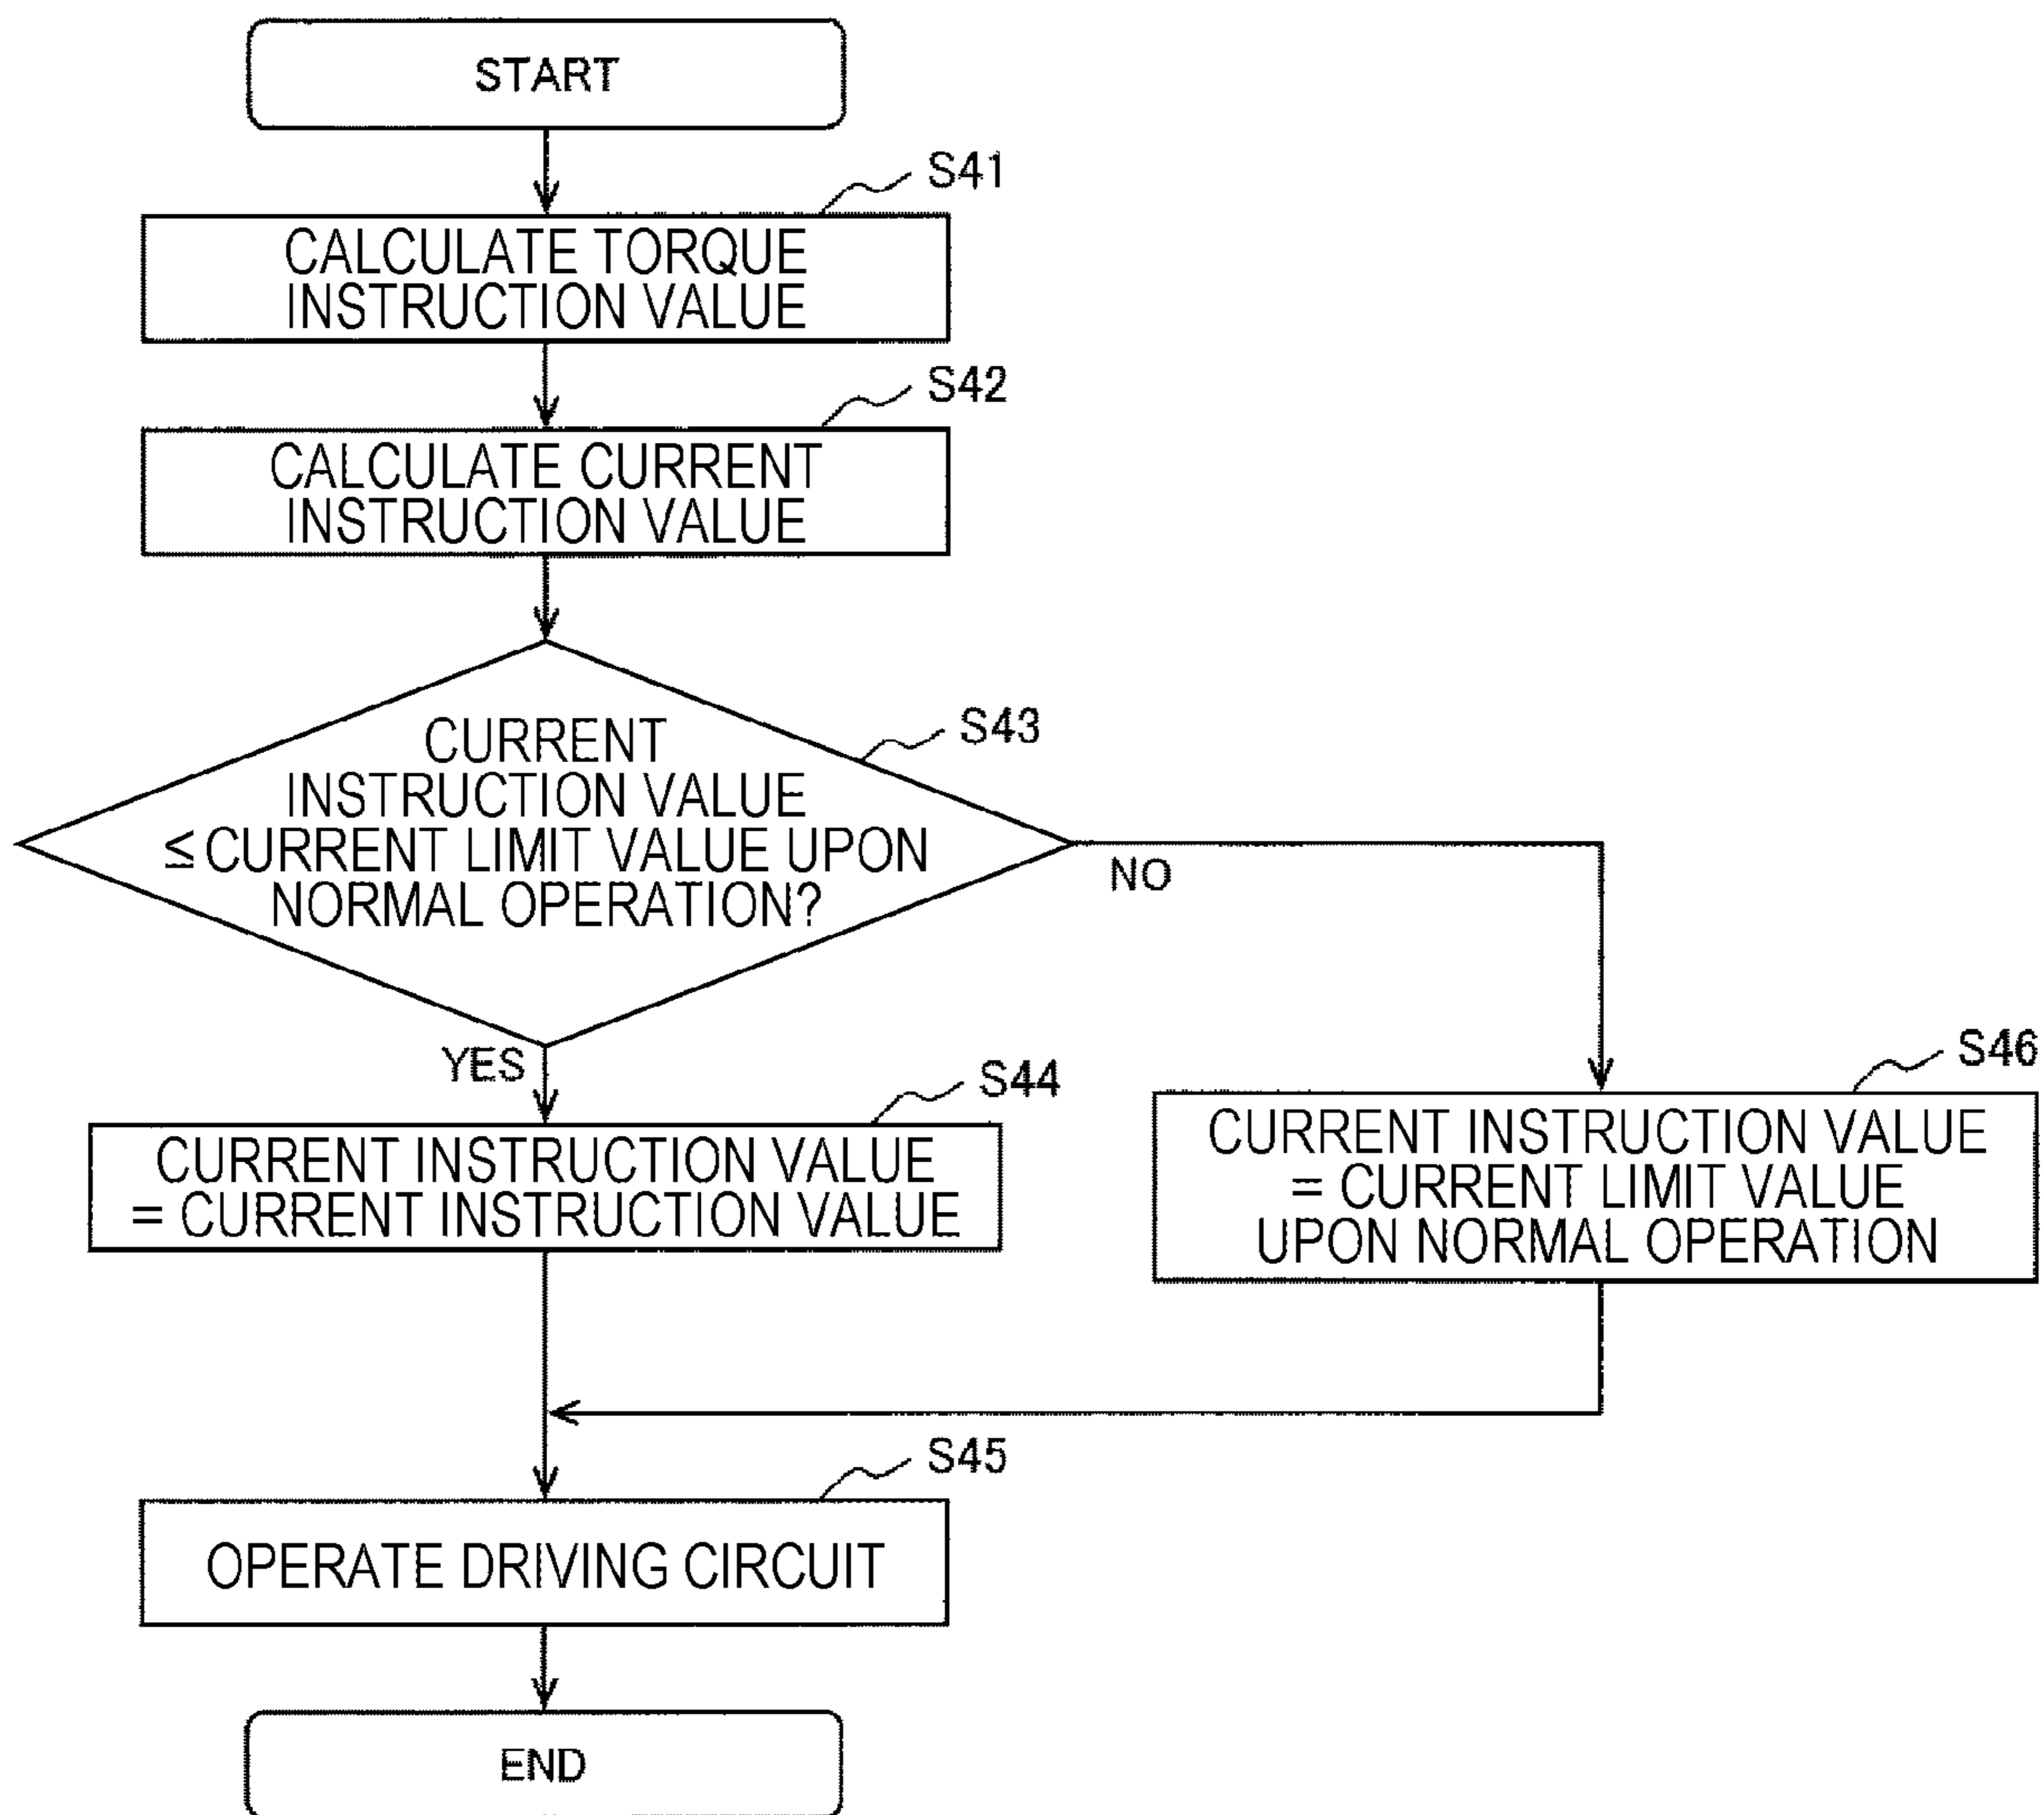 START
S41
CALCULATE TORQUE
INSTRUCTION VALUE
S42
CALCULATE CURRENT
INSTRUCTION VALUE
S43
CURRENT
INSTRUCTION VALUE
≤ CURRENT LIMIT VALUE UPON
NORMAL OPERATION?
NO
YES
S44
CURRENT INSTRUCTION VALUE
= CURRENT INSTRUCTION VALUE
S46
CURRENT INSTRUCTION VALUE
= CURRENT LIMIT VALUE
UPON NORMAL OPERATION
S45
OPERATE DRIVING CIRCUIT
END